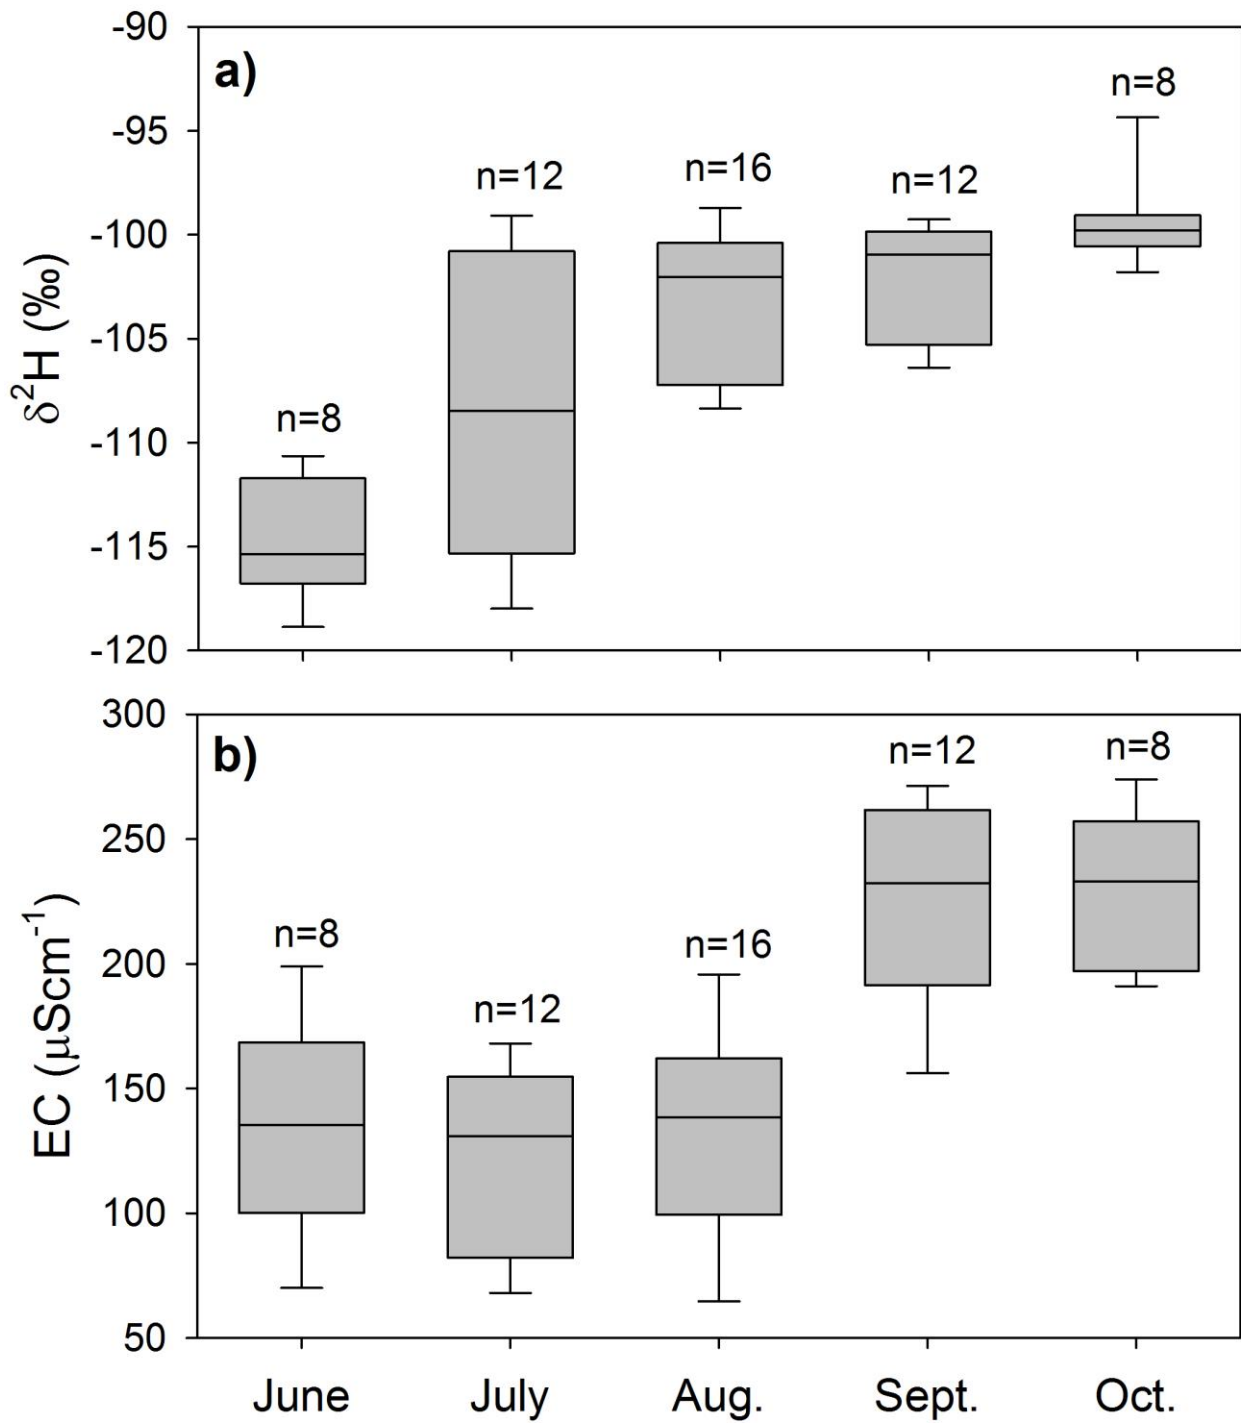 a)
δ²H (‰)
-90
-95
-100
-105
-110
-115
-120
n=8
n=12
n=16
n=12
n=8
b)
EC (μScm⁻¹)
300
250
200
150
100
50
n=8
n=12
n=16
n=12
n=8
June July Aug. Sept. Oct.